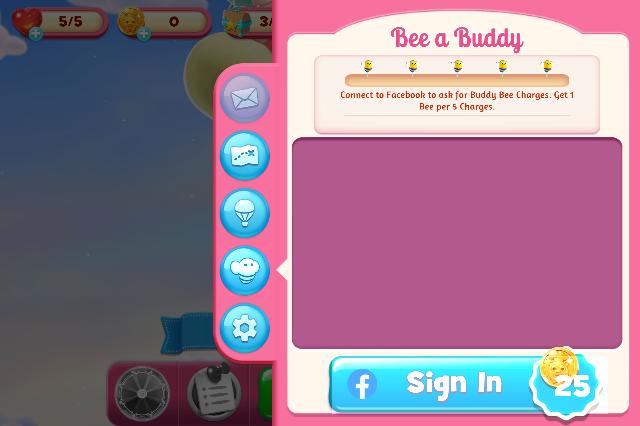 5/5
0
3/
Bee a Buddy
Connect to Facebook to ask for Buddy Bee Charges. Get 1
Bee per 5 Charges.
Sign In
25